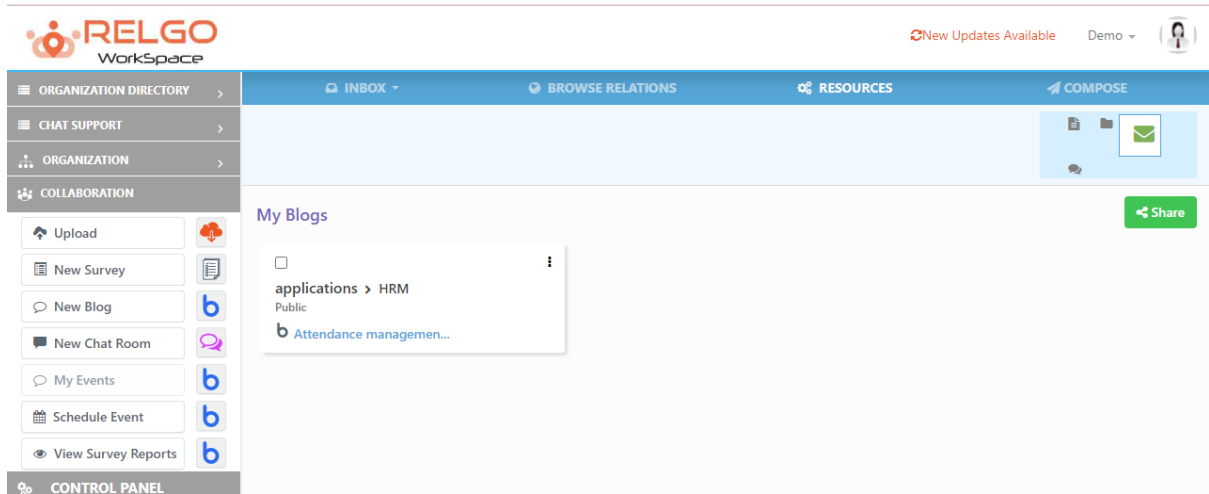 RELGO
WorkSpace
New Updates Available
Demo
ORGANIZATION DIRECTORY
INBOX
BROWSE RELATIONS
RESOURCES
COMPOSE
CHAT SUPPORT
ORGANIZATION
COLLABORATION
My Blogs
Share
Upload
New Survey
applications > HRM
Public
New Blog
b Attendance managemen...
New Chat Room
My Events
Schedule Event
View Survey Reports
CONTROL PANEL